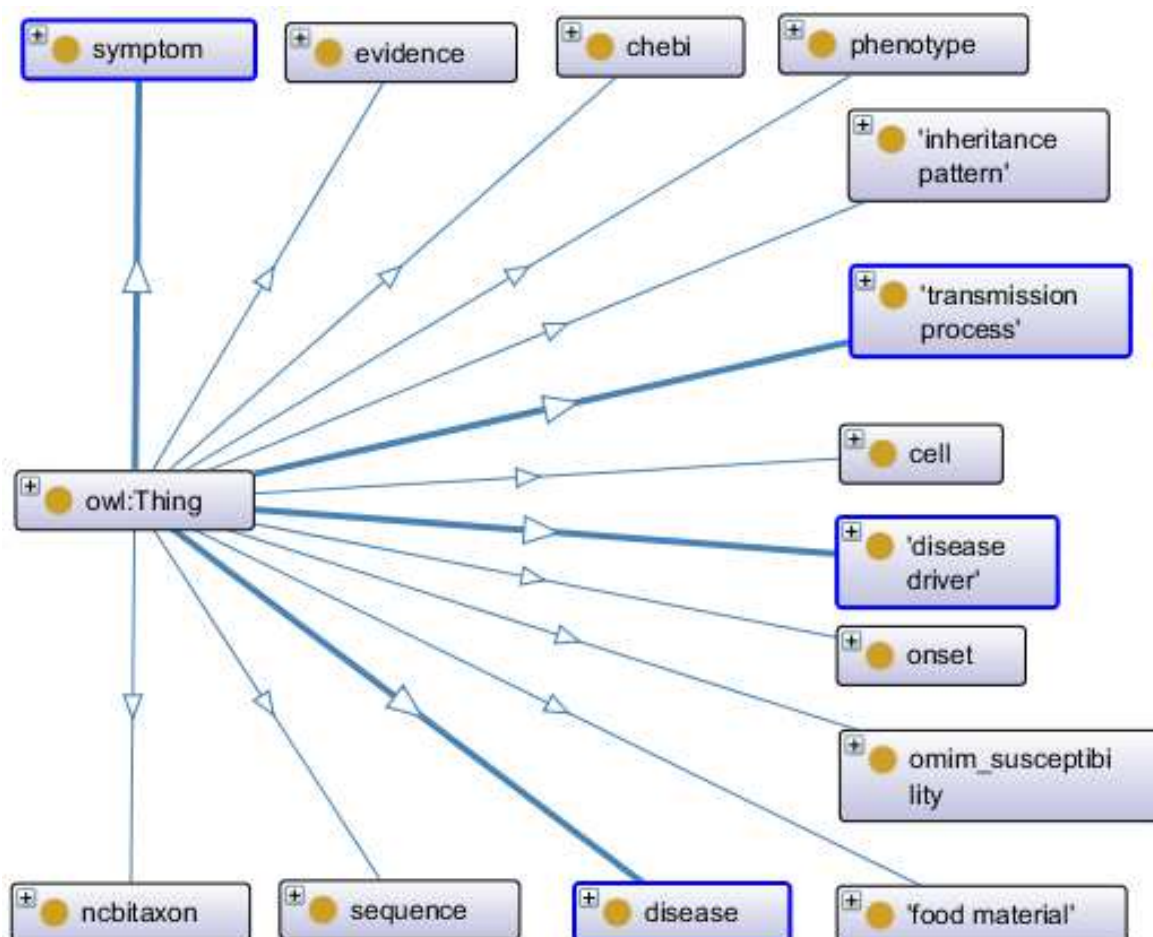 symptom
evidence
chebi
phenotype
'inheritance
pattern'
'transmission
process'
cell
owl:Thing
'disease
driver'
onset
omim_susceptibi
lity
ncbitaxon
sequence
disease
'food material'